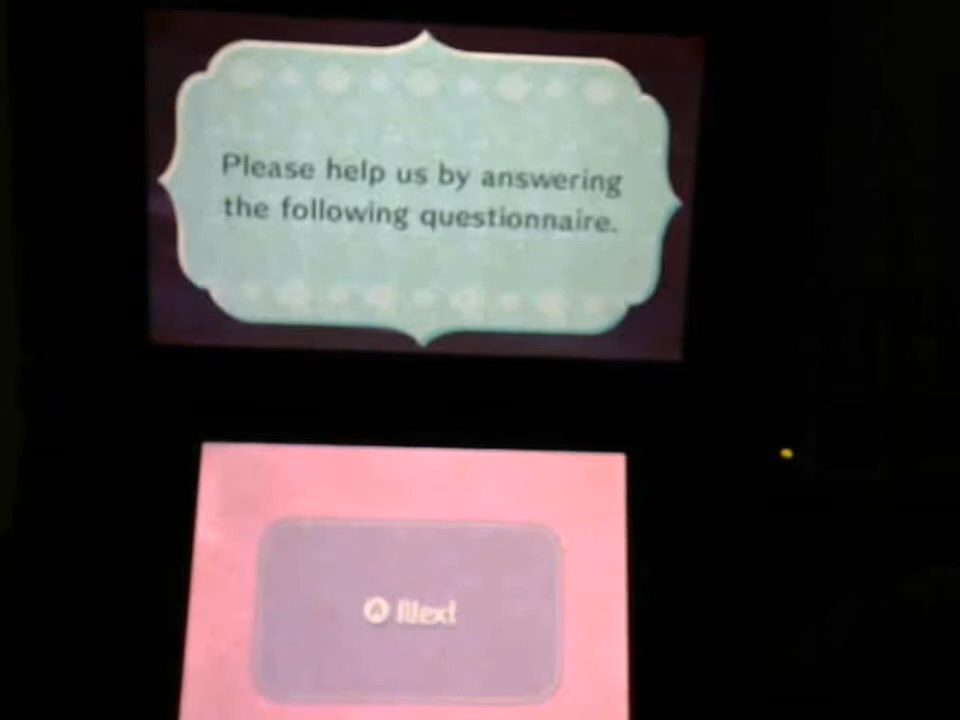 Please help us by answering
the following questionnaire.
A Next